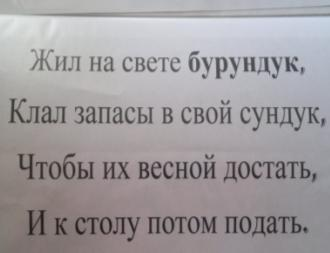 Жил на свете бурундук,
Клал запасы в свой сундук,
Чтобы их весной достать,
И к столу потом подать.